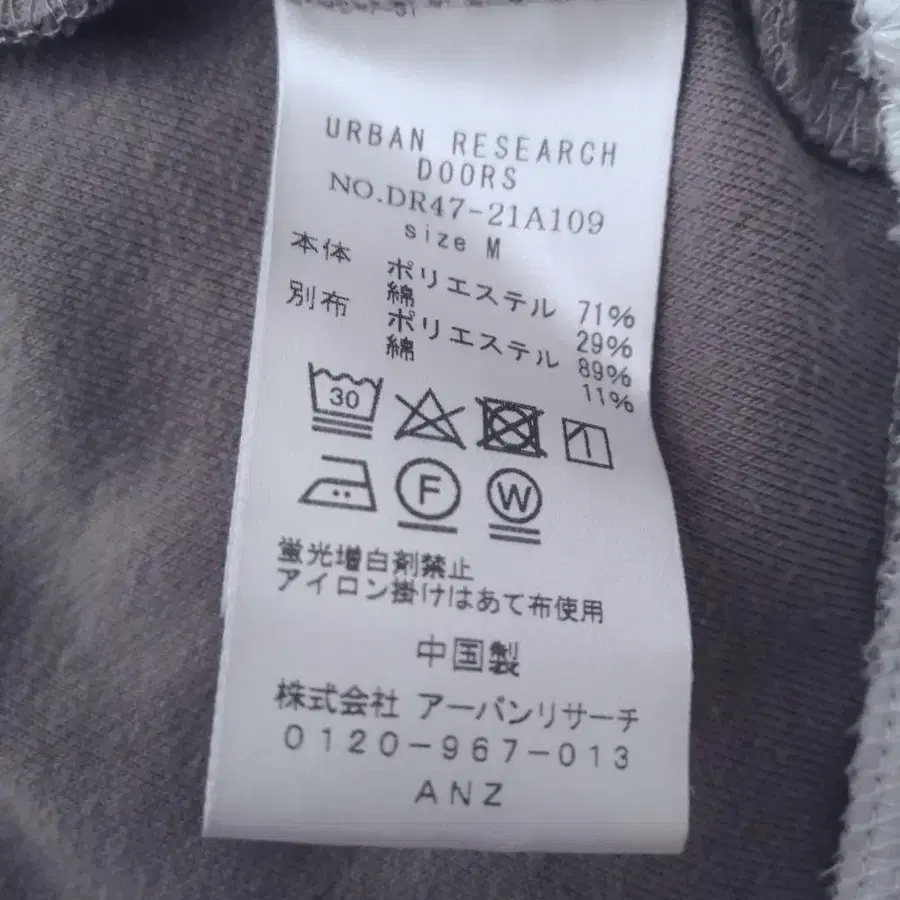 URBAN RESEARCH
DOORS
NO.DR47-21A109
size M
本体 ポリエステル 71%
綿 29%
別布 ポリエステル 89%
綿 11%
30
F W
蛍光増白剤禁止
アイロン掛けはあて布使用
中国製
株式会社 アーバンリサーチ
0120-967-013
ANZ